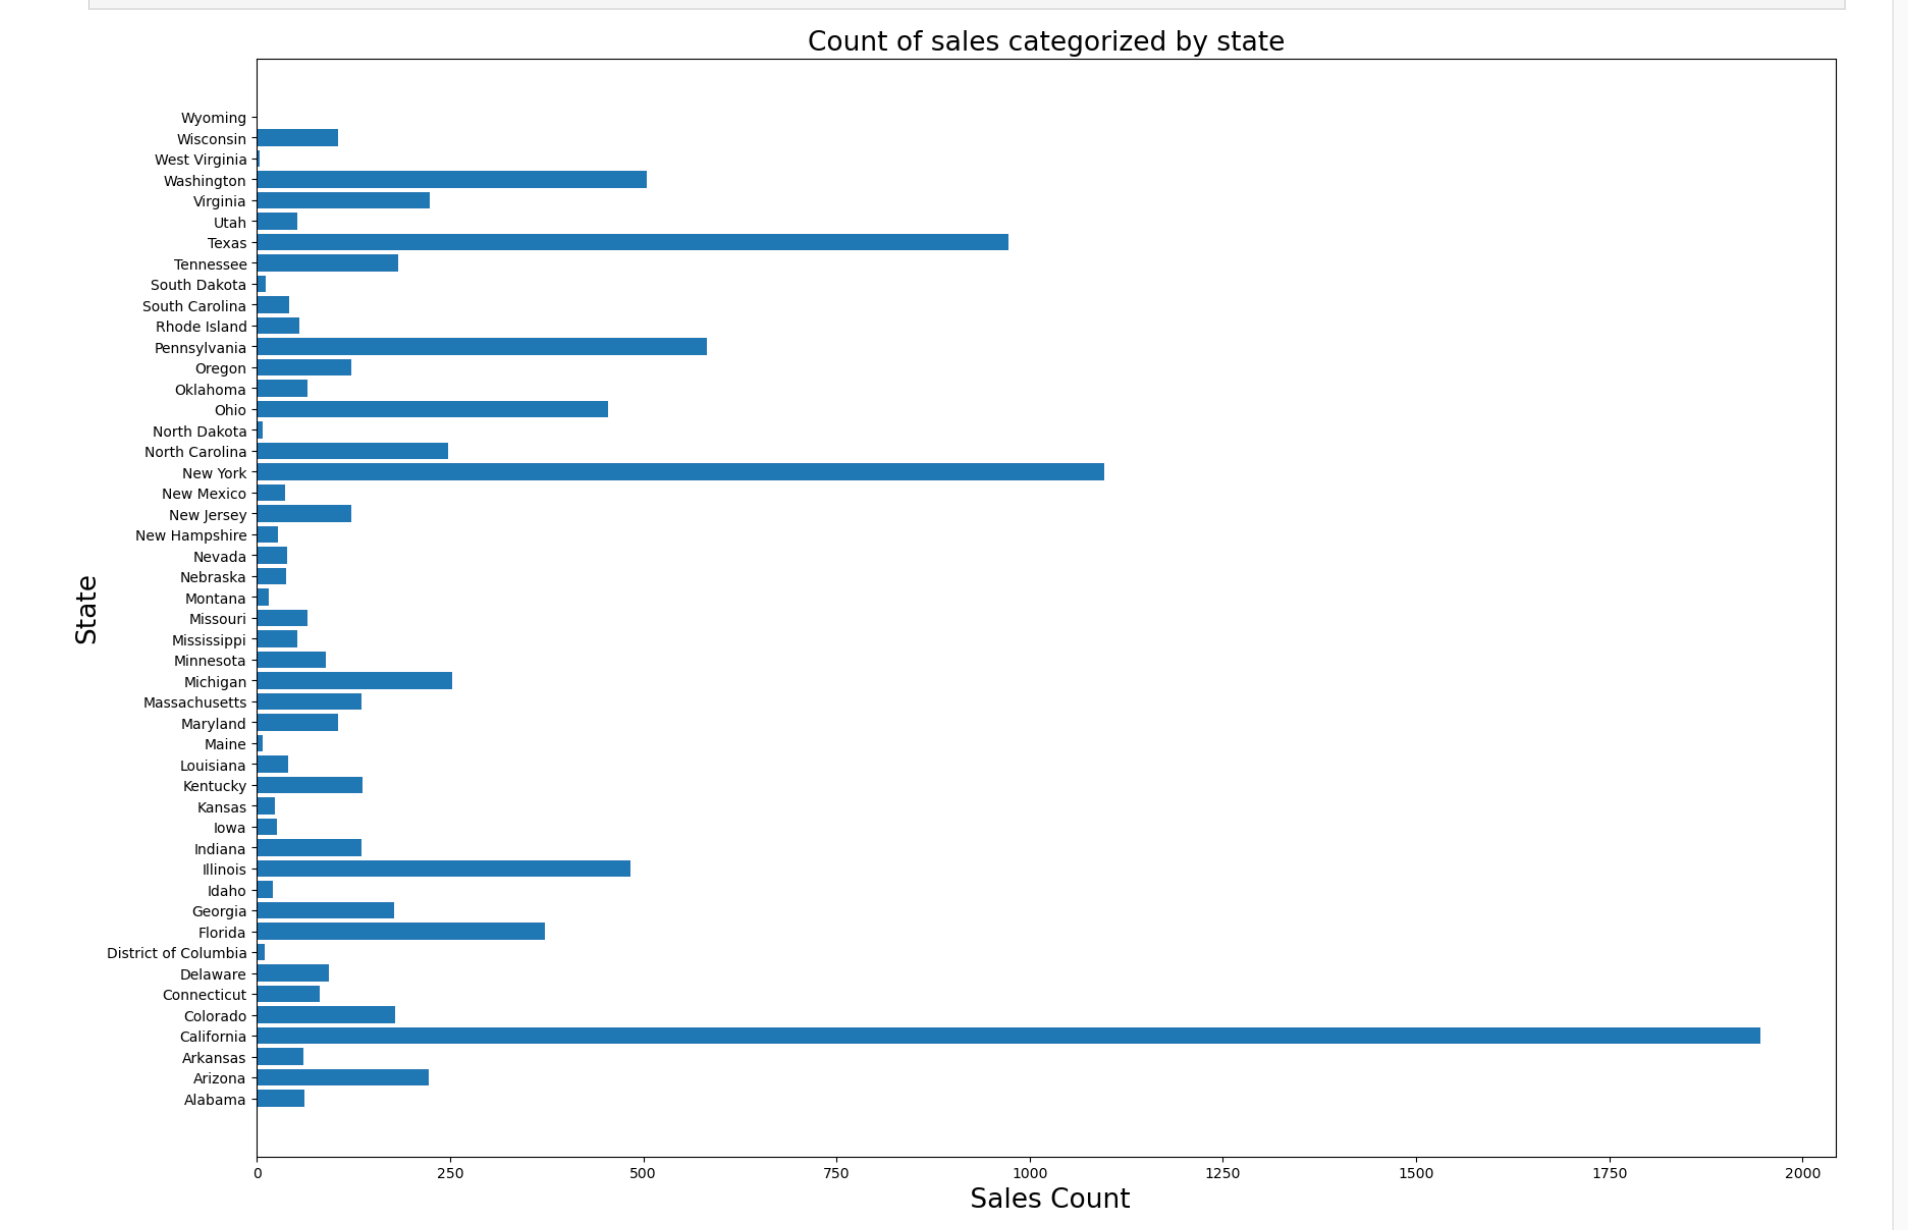 Count of sales categorized by state
Wyoming
Wisconsin
West Virginia
Washington
Virginia
Utah
Texas
Tennessee
South Dakota
South Carolina
Rhode Island
Pennsylvania
Oregon
Oklahoma
Ohio
North Dakota
North Carolina
New York
New Mexico
New Jersey
New Hampshire
Nevada
Nebraska
Montana
Missouri
Mississippi
Minnesota
Michigan
Massachusetts
Maryland
Maine
Louisiana
Kentucky
Kansas
Iowa
Indiana
Illinois
Idaho
Georgia
Florida
District of Columbia
Delaware
Connecticut
Colorado
California
Arkansas
Arizona
Alabama
State
0 250 500 750 1000 1250 1500 1750 2000
Sales Count